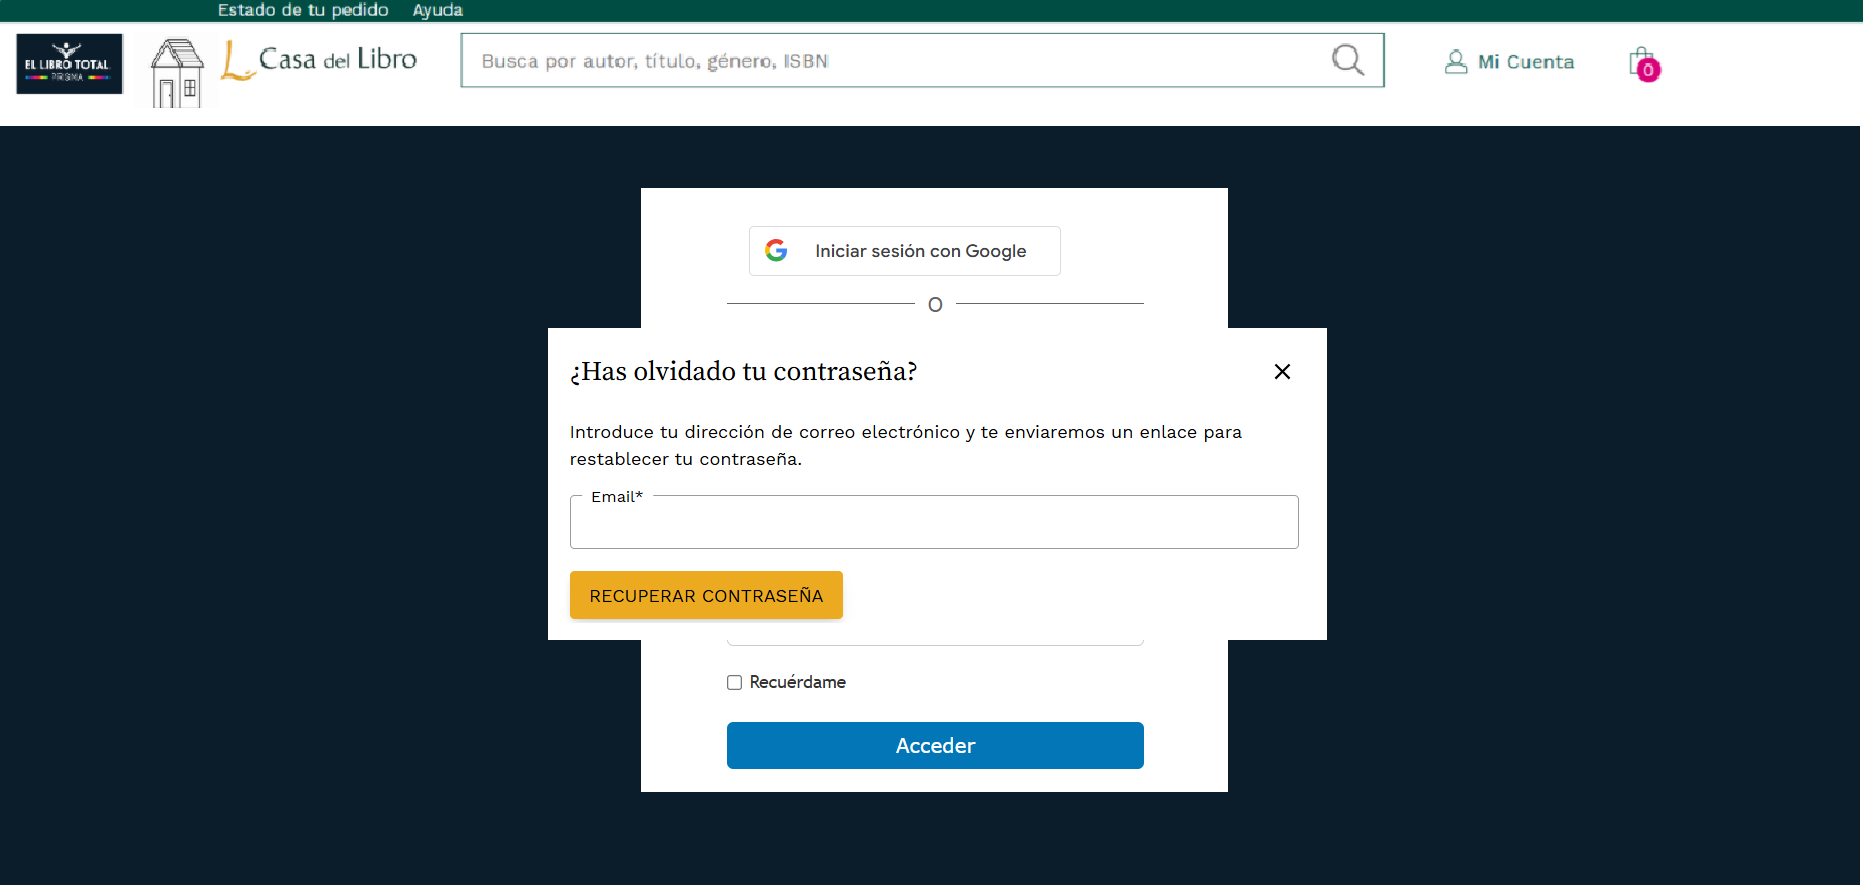 Estado de tu pedido Ayuda
EL LIBRO TOTAL
PRISMA
Casa del Libro
Busca por autor, título, género, ISBN
Mi Cuenta
0
Iniciar sesión con Google
O
¿Has olvidado tu contraseña?
Introduce tu dirección de correo electrónico y te enviaremos un enlace para
restablecer tu contraseña.
Email*
RECUPERAR CONTRASEÑA
Recuérdame
Acceder